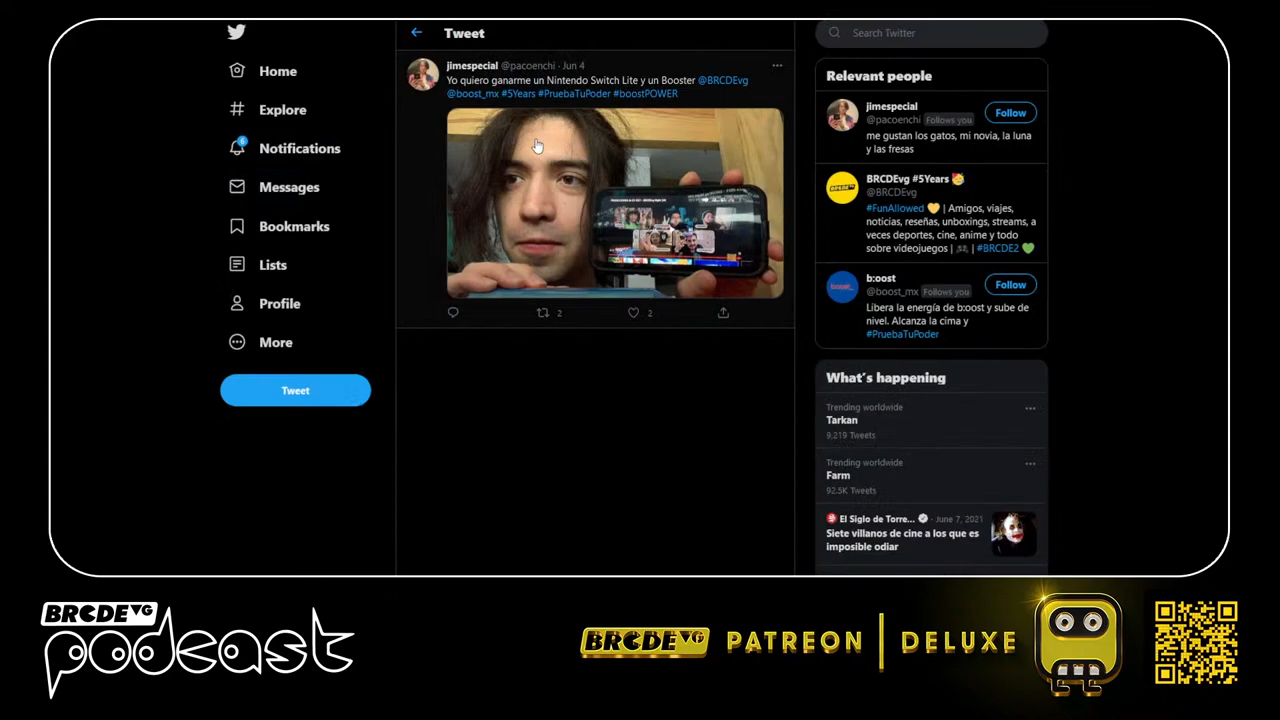 Home
Explore
6
Notifications
Messages
Bookmarks
Lists
Profile
More
Tweet
Tweet
jimespecial @pacoenchi · Jun 4
Yo quiero ganarme un Nintendo Switch Lite y un Booster @BRCDEvg
@boost_mx #5Years #PruebaTuPoder #boostPOWER
2
2
Search Twitter
Relevant people
jimespecial
@pacoenchi Follows you
Follow
me gustan los gatos, mi novia, la luna
y las fresas
BRCDEvg #5Years
@BRCDEvg
#FunAllowed | Amigos, viajes,
noticias, reseñas, unboxings, streams, a
veces deportes, cine, anime y todo
sobre videojuegos | | #BRCDE2
b:oost
@boost_mx Follows you
Follow
Libera la energía de b:oost y sube de
nivel. Alcanza la cima y
#PruebaTuPoder
What's happening
Trending worldwide
Tarkan
9,219 Tweets
Trending worldwide
Farm
92.5K Tweets
El Siglo de Torre... · June 7, 2021
Siete villanos de cine a los que es
imposible odiar
BRCDEVG
podcast
BRCDEVG PATREON | DELUXE